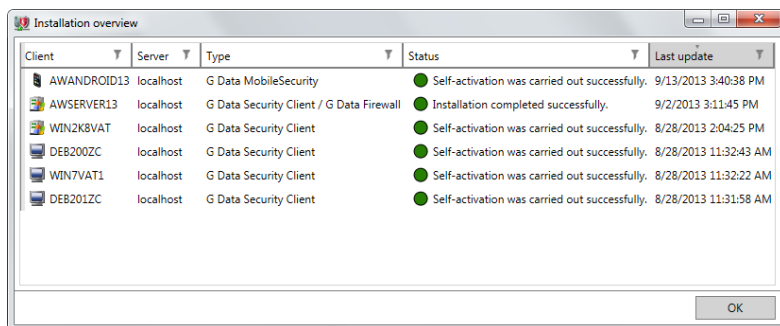 Installation overview
Client Server Type Status Last update
AWANDROID13 localhost G Data MobileSecurity Self-activation was carried out successfully. 9/13/2013 3:40:38 PM
AWSERVER13 localhost G Data Security Client / G Data Firewall Installation completed successfully. 9/2/2013 3:11:45 PM
WIN2K8VAT localhost G Data Security Client Self-activation was carried out successfully. 8/28/2013 2:04:25 PM
DEB200ZC localhost G Data Security Client Self-activation was carried out successfully. 8/28/2013 11:32:43 AM
WIN7VAT1 localhost G Data Security Client Self-activation was carried out successfully. 8/28/2013 11:32:22 AM
DEB201ZC localhost G Data Security Client Self-activation was carried out successfully. 8/28/2013 11:31:58 AM
OK